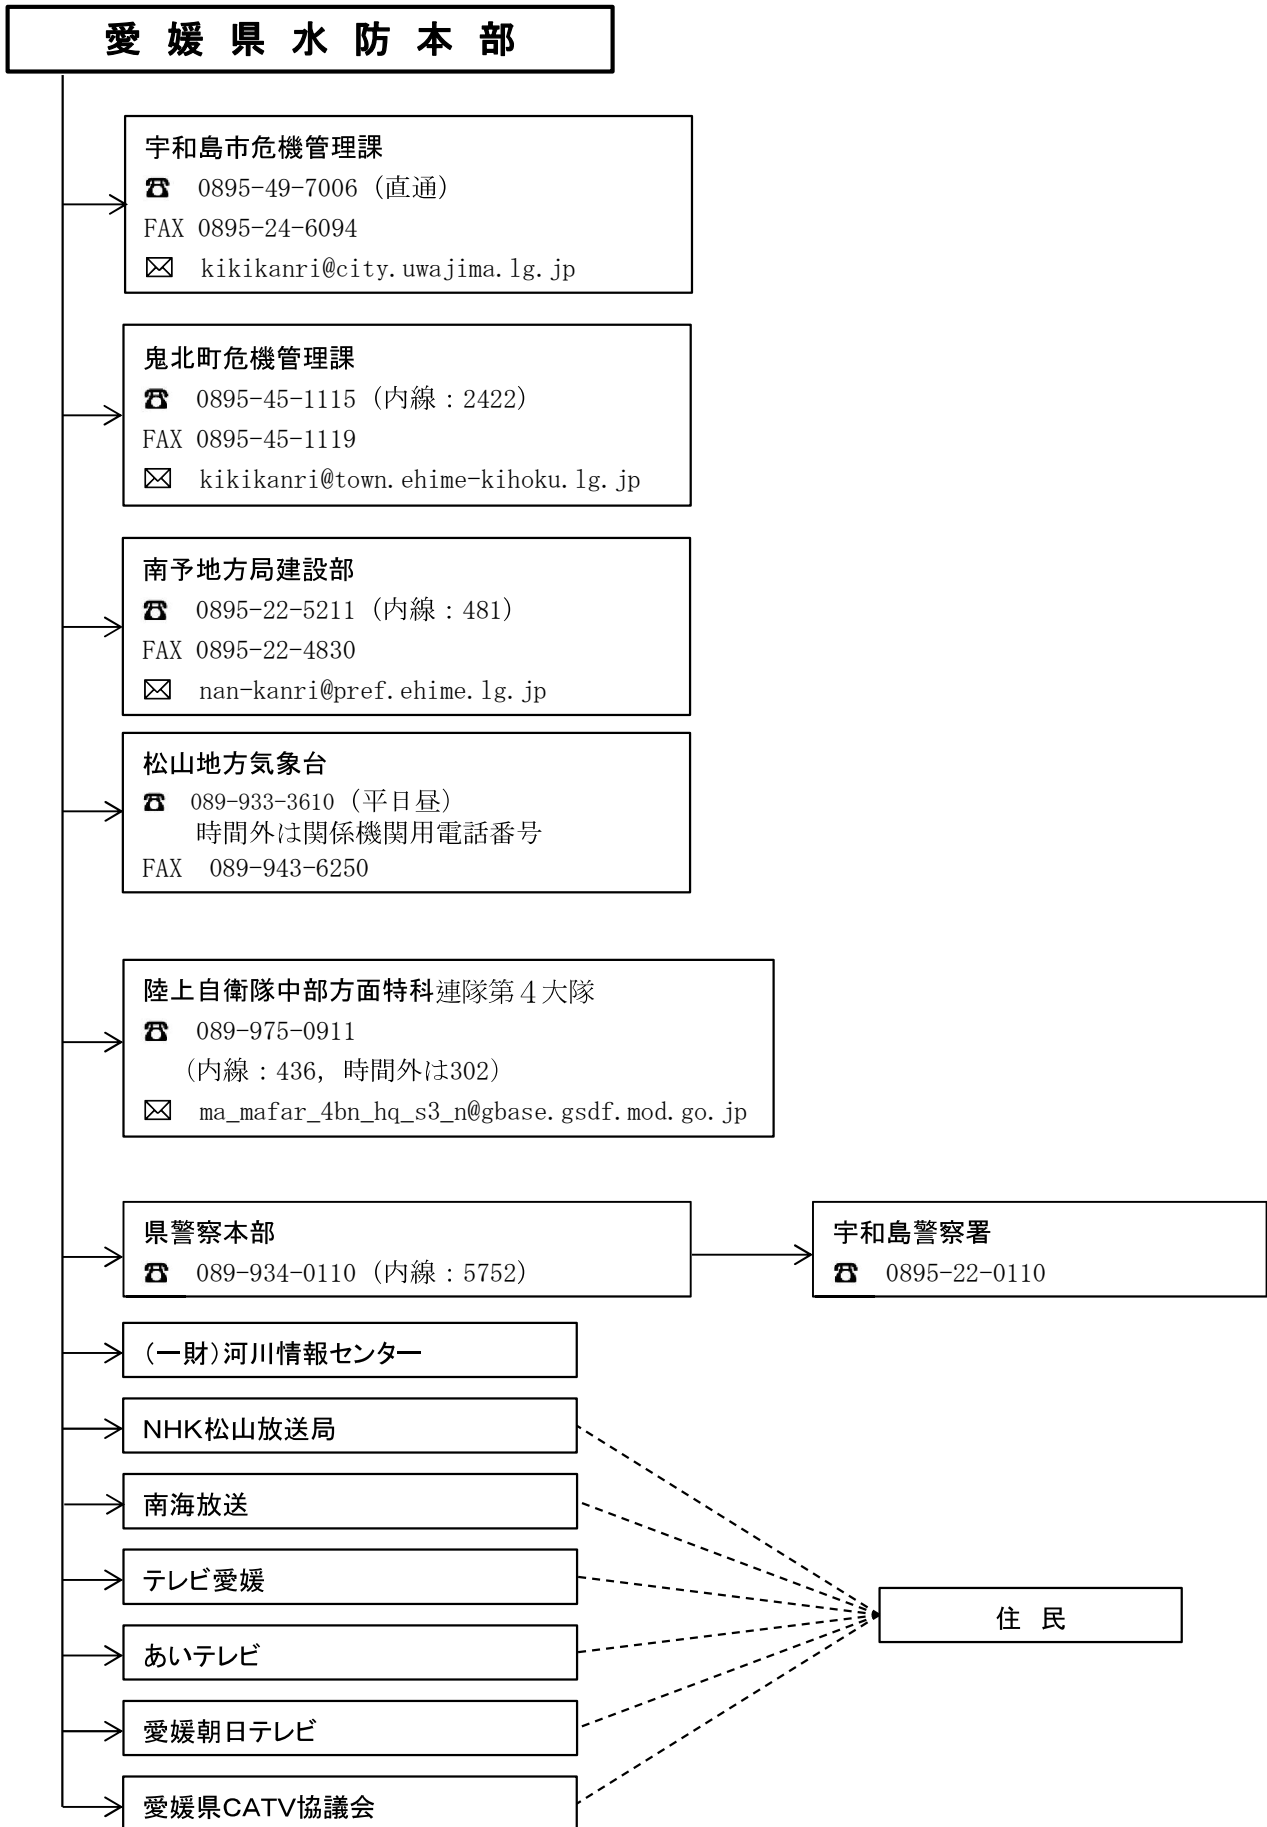 愛媛県水防本部
宇和島市危機管理課
☎ 0895-49-7006（直通）
FAX 0895-24-6094
✉ kikikanri@city.uwajima.lg.jp
鬼北町危機管理課
☎ 0895-45-1115（内線：2422）
FAX 0895-45-1119
✉ kikikanri@town.ehime-kihoku.lg.jp
南予地方局建設部
☎ 0895-22-5211（内線：481）
FAX 0895-22-4830
✉ nan-kanri@pref.ehime.lg.jp
松山地方気象台
☎ 089-933-3610（平日昼）
時間外は関係機関用電話番号
FAX 089-943-6250
陸上自衛隊中部方面特科連隊第４大隊
☎ 089-975-0911
（内線：436，時間外は302）
✉ ma_mafar_4bn_hq_s3_n@gbase.gsdf.mod.go.jp
県警察本部
☎ 089-934-0110（内線：5752）
宇和島警察署
☎ 0895-22-0110
（一財）河川情報センター
NHK松山放送局
南海放送
テレビ愛媛
あいテレビ
愛媛朝日テレビ
愛媛県CATV協議会
住 民